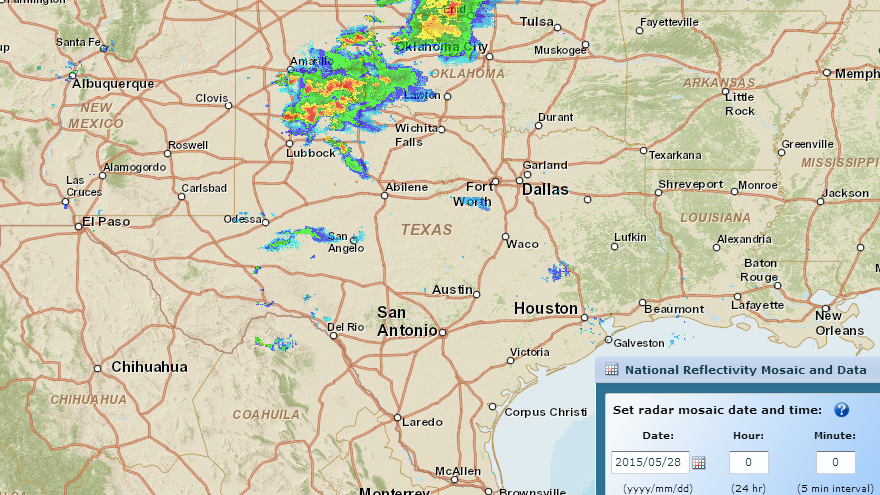 Enid
Tulsa
Fayetteville
Santa Fe
Oklahoma City
Muskogee
Amarillo
OKLAHOMA
Memph
Albuquerque
ARKANSAS
Clovis
Lawton
Little
Rock
NEW
MEXICO
Wichita
Falls
Durant
Roswell
Lubbock
Greenville
Texarkana
MISSISSIPPI
Alamogordo
Garland
Las
Cruces
Carlsbad
Abilene
Fort
Worth
Dallas
Shreveport
Monroe
Jackson
El Paso
Odessa
TEXAS
LOUISIANA
San
Angelo
Waco
Lufkin
Alexandria
Baton
Rouge
Austin
San
Antonio
Houston
Beaumont
Lafayette
New
Orleans
Del Rio
Galveston
Victoria
Chihuahua
CHIHUAHUA
COAHUILA
Laredo
Corpus Christi
McAllen
Monterrey
Brownsville
National Reflectivity Mosaic and Data
Set radar mosaic date and time: ?
Date: Hour: Minute:
2015/05/28 0 0
(yyyy/mm/dd) (24 hr) (5 min interval)